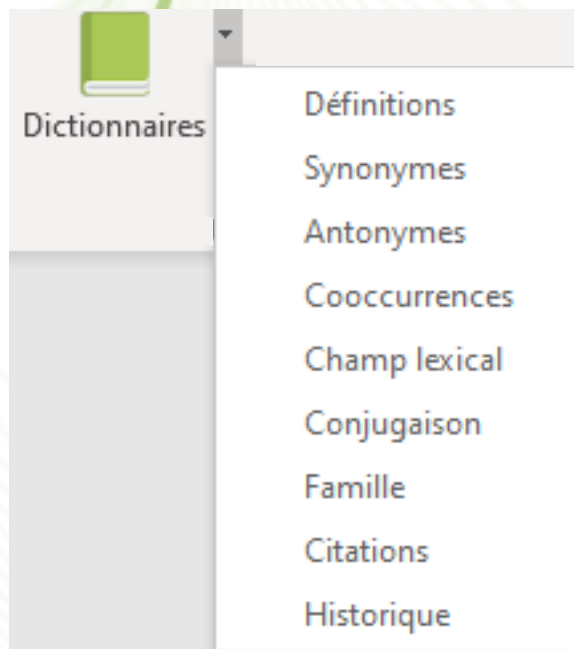 Dictionnaires
Définitions
Synonymes
Antonymes
Cooccurrences
Champ lexical
Conjugaison
Famille
Citations
Historique